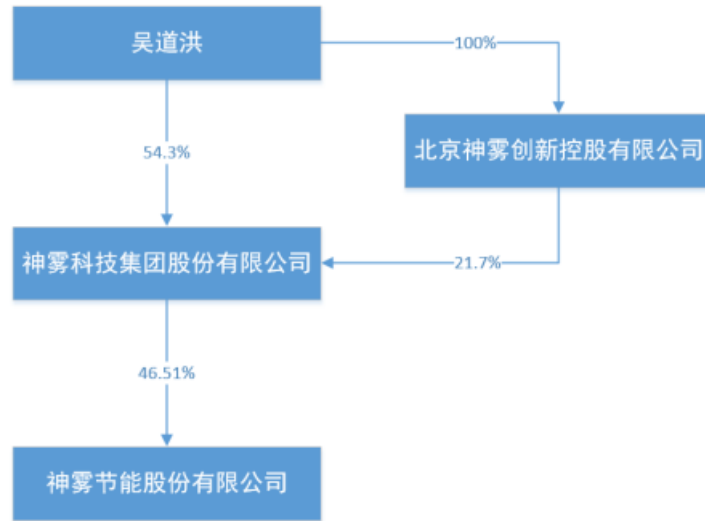 吴道洪
100%
北京神雾创新控股有限公司
54.3%
神雾科技集团股份有限公司
21.7%
46.51%
神雾节能股份有限公司